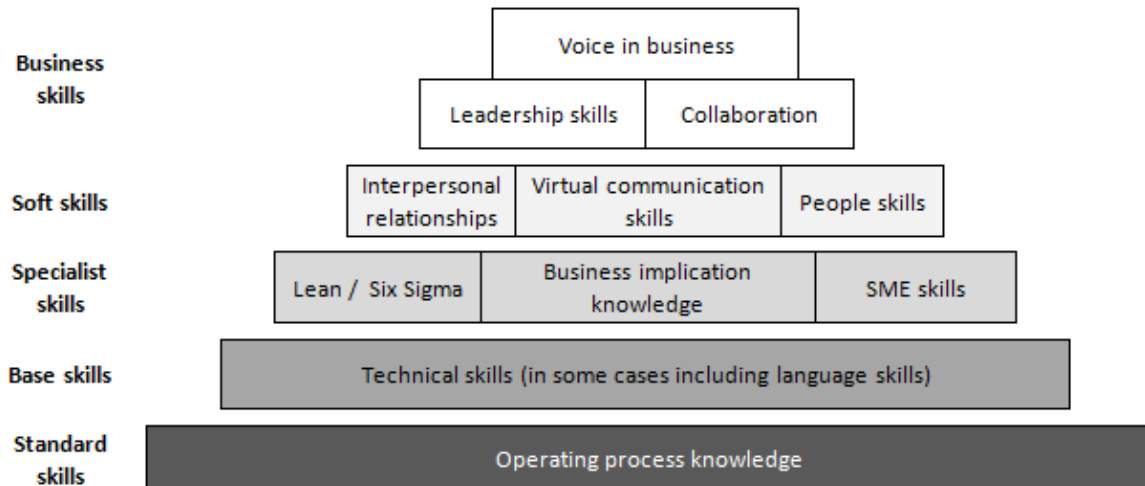 Business
skills
Voice in business
Leadership skills
Collaboration
Soft skills
Interpersonal
relationships
Virtual communication
skills
People skills
Specialist
skills
Lean / Six Sigma
Business implication
knowledge
SME skills
Base skills
Technical skills (in some cases including language skills)
Standard
skills
Operating process knowledge